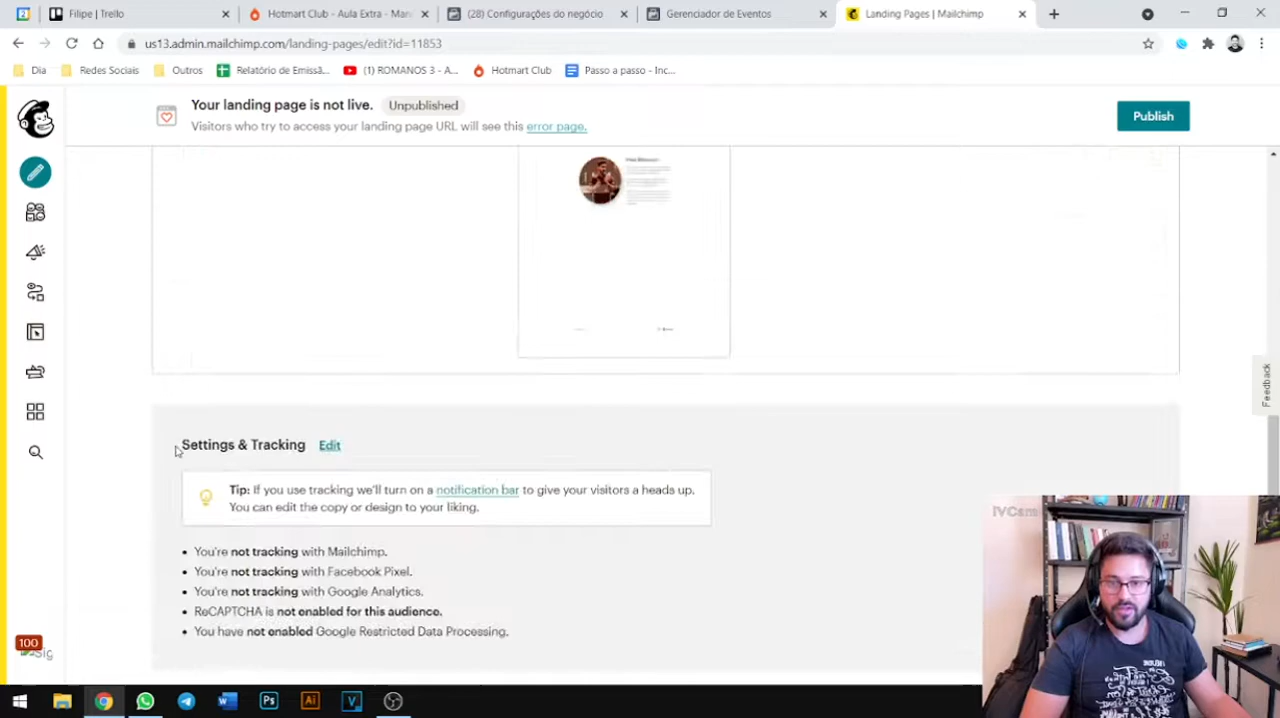 Filipe | Trello
Hotmart Club - Aula Extra - Man
(28) Configurações do negócio
Gerenciador de Eventos
Landing Pages | Mailchimp
us13.admin.mailchimp.com/landing-pages/edit?id=11853
Dia
Redes Sociais
Outros
Relatório de Emissã...
(1) ROMANOS 3 - A...
Hotmart Club
Passo a passo - Inc...
Your landing page is not live.
Unpublished
Visitors who try to access your landing page URL will see this error page.
Publish
Feedback
Settings & Tracking
Edit
Tip: If you use tracking we'll turn on a notification bar to give your visitors a heads up.
You can edit the copy or design to your liking.
• You're not tracking with Mailchimp.
• You're not tracking with Facebook Pixel.
• You're not tracking with Google Analytics.
• ReCAPTCHA is not enabled for this audience.
• You have not enabled Google Restricted Data Processing.
iVCam
100